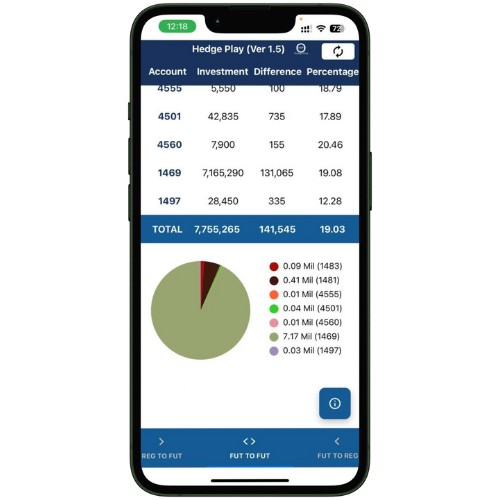 12:18
72
Hedge Play (Ver 1.5)
Account Investment Difference Percentage
4555 5,550 100 18.79
4501 42,835 735 17.89
4560 7,900 155 20.46
1469 7,165,290 131,065 19.08
1497 28,450 335 12.28
TOTAL 7,755,265 141,545 19.03
0.09 Mil (1483)
0.41 Mil (1481)
0.01 Mil (4555)
0.04 Mil (4501)
0.01 Mil (4560)
7.17 Mil (1469)
0.03 Mil (1497)
REG TO FUT FUT TO FUT FUT TO REG